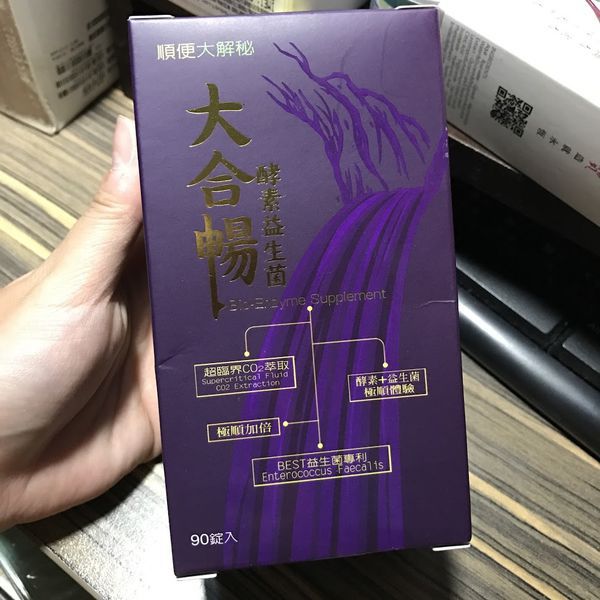 順便大解秘
大合暢
酵素益生菌
Bio-Enzyme Supplement
超臨界CO₂萃取
Supercritical Fluid
CO2 Extraction
酵素+益生菌
極順體驗
極順加倍
BEST益生菌專利
Enterococcus Faecalis
90錠入